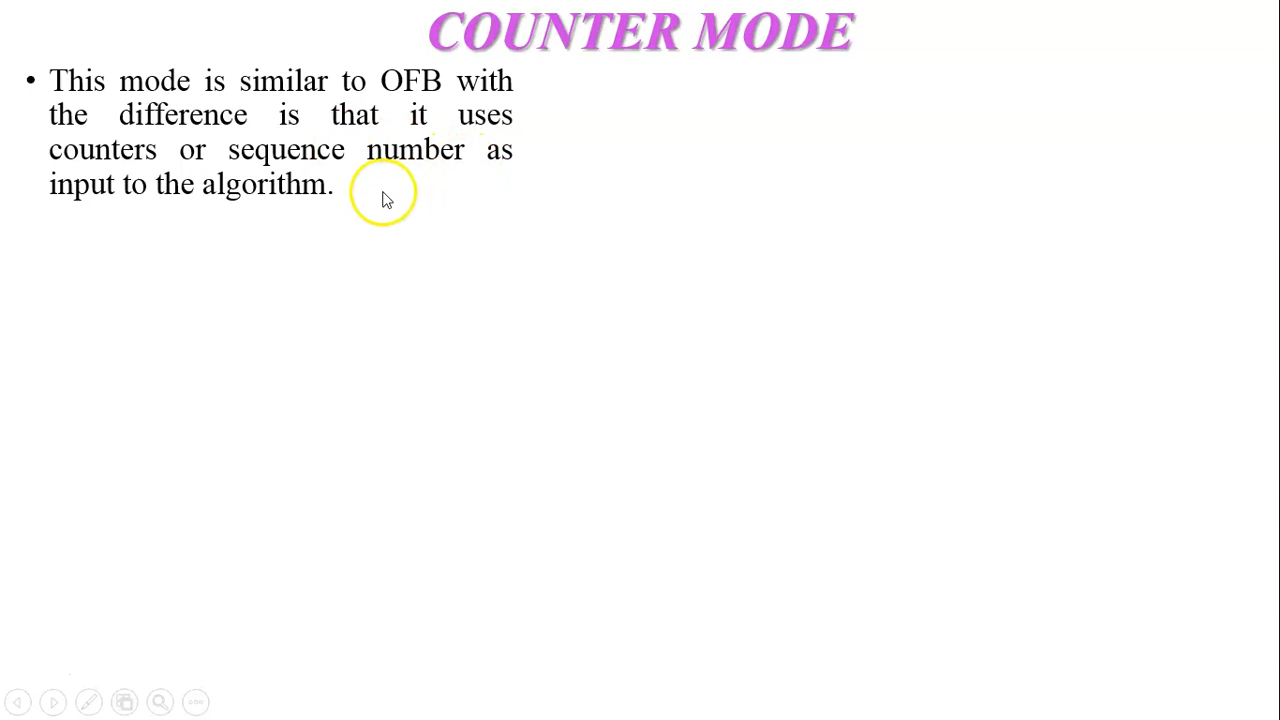 COUNTER MODE
• This mode is similar to OFB with
the difference is that it uses
counters or sequence number as
input to the algorithm.